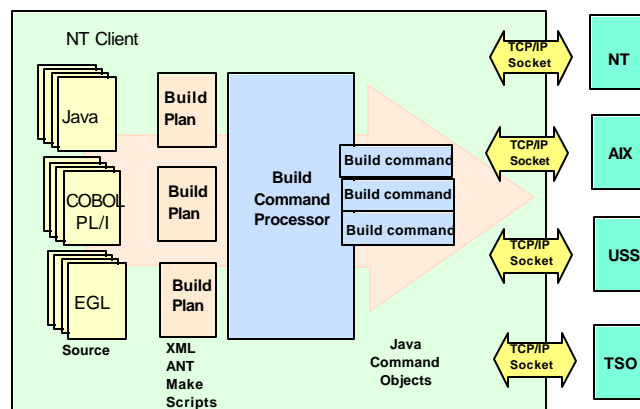 NT Client
Java
COBOL
PL/I
EGL
Source
Build
Plan
Build
Plan
Build
Plan
XML
ANT
Make
Scripts
Build
Command
Processor
Build command
Build command
Build command
Java
Command
Objects
TCP/IP
Socket
TCP/IP
Socket
TCP/IP
Socket
TCP/IP
Socket
NT
AIX
USS
TSO